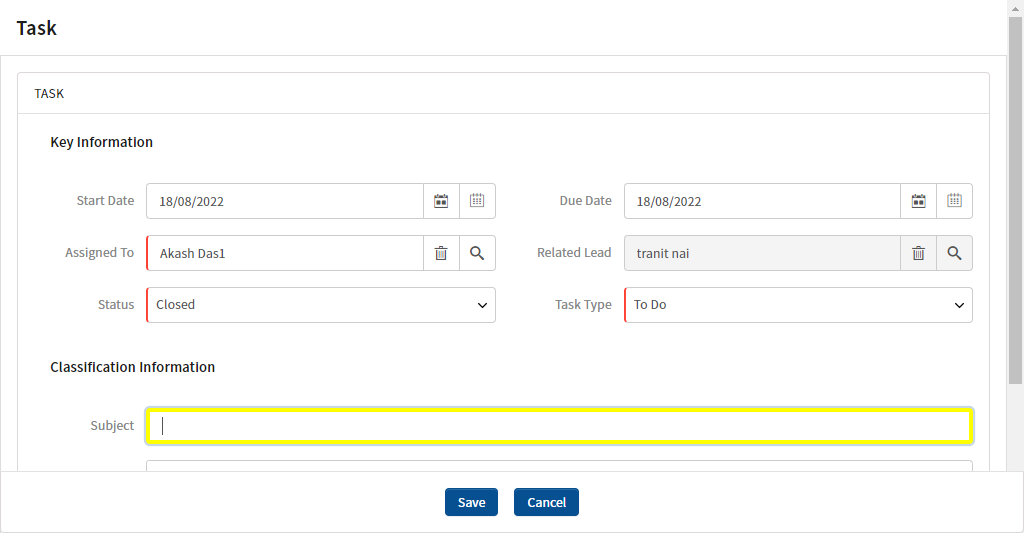 Task
TASK
Key Information
Start Date 18/08/2022 Due Date 18/08/2022
Assigned To Akash Das1 Related Lead tranit nai
Status Closed Task Type To Do
Classification Information
Subject
Save Cancel